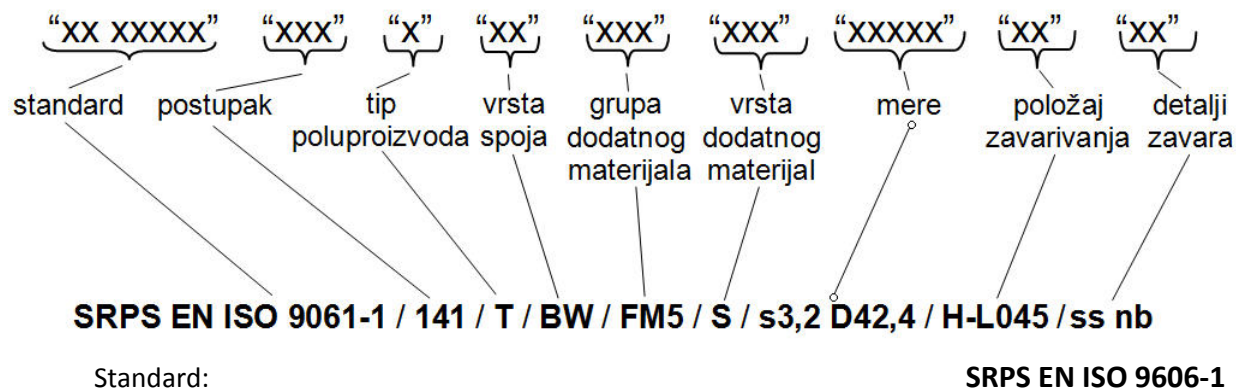 “XX XXXXX” “XXX” “X” “XX” “XXX” “XXX” “XXXXX” “XX” “XX”
standard postupak tip poluproizvoda vrsta spoja grupa dodatnog materijala vrsta dodatnog materijal mere položaj zavarivanja detalji zavara
SRPS EN ISO 9061-1 / 141 / T / BW / FM5 / S / s3,2 D42,4 / H-L045 / ss nb
Standard: SRPS EN ISO 9606-1